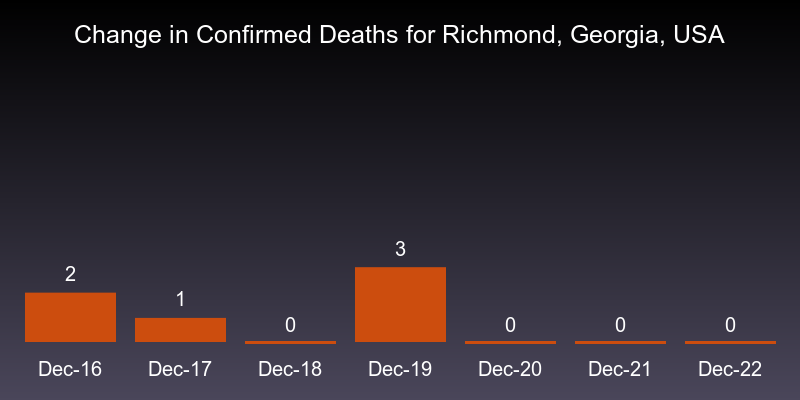 Change in Confirmed Deaths for Richmond, Georgia, USA
2
1
0
3
0
0
0
Dec-16
Dec-17
Dec-18
Dec-19
Dec-20
Dec-21
Dec-22